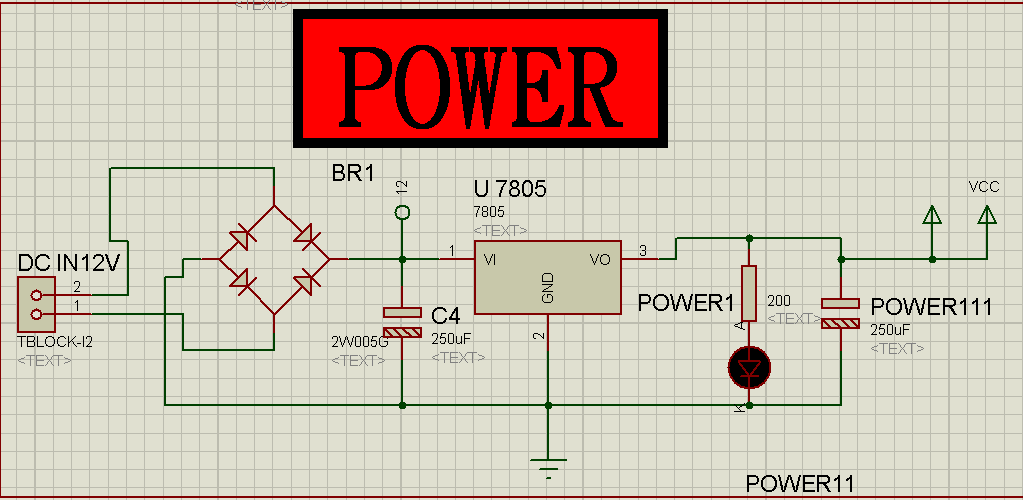 <TEXT>
POWER
BR1
12
U 7805
7805
<TEXT>
VCC
1
VI
VO
3
GND
2
DC IN12V
2
1
TBLOCK-I2
<TEXT>
2W005G
<TEXT>
C4
250uF
<TEXT>
POWER1
200
<TEXT>
A
K
POWER111
250uF
<TEXT>
POWER11